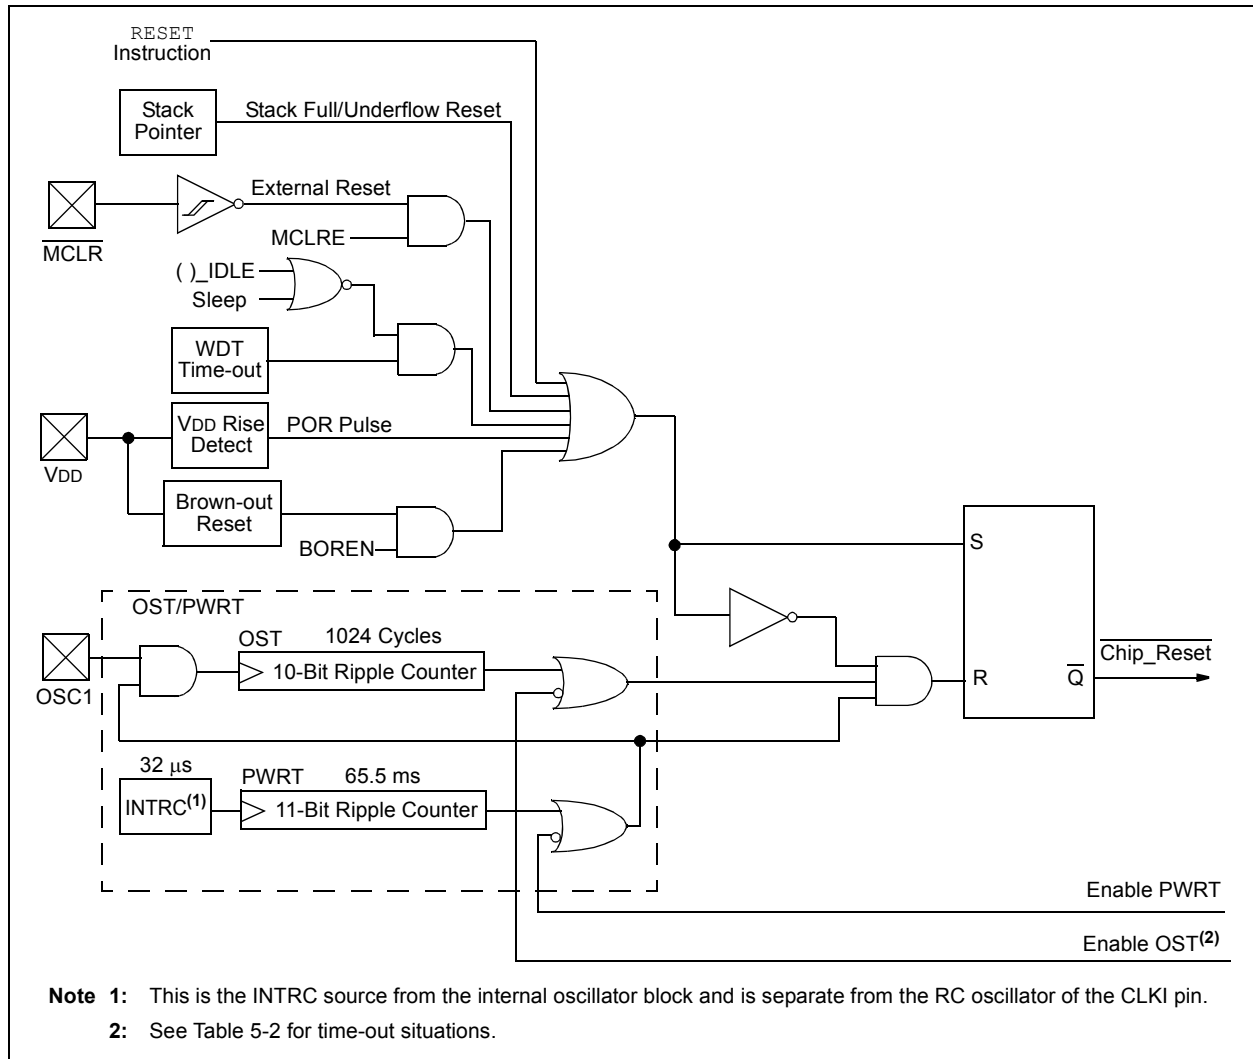 RESET
Instruction
Stack
Pointer
Stack Full/Underflow Reset
External Reset
MCLR
MCLRE
( )_IDLE
Sleep
WDT
Time-out
VDD
VDD Rise
Detect
POR Pulse
Brown-out
Reset
BOREN
S
R
Q
Chip_Reset
OST/PWRT
OSC1
OST
1024 Cycles
10-Bit Ripple Counter
32 μs
INTRC(1)
PWRT
65.5 ms
11-Bit Ripple Counter
Enable PWRT
Enable OST(2)
Note 1: This is the INTRC source from the internal oscillator block and is separate from the RC oscillator of the CLKI pin.
2: See Table 5-2 for time-out situations.